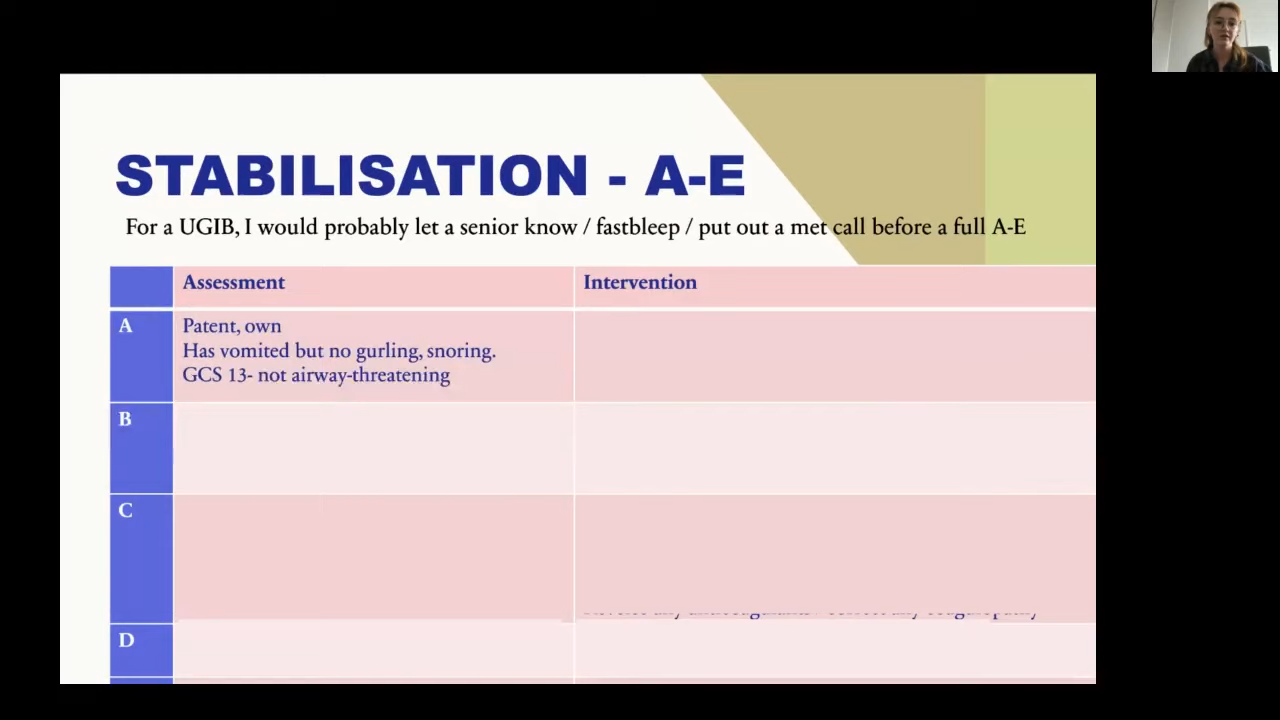 STABILISATION - A-E
For a UGIB, I would probably let a senior know / fastbleep / put out a met call before a full A-E
Assessment
Intervention
A
Patent, own
Has vomited but no gurling, snoring.
GCS 13- not airway-threatening
B
C
D